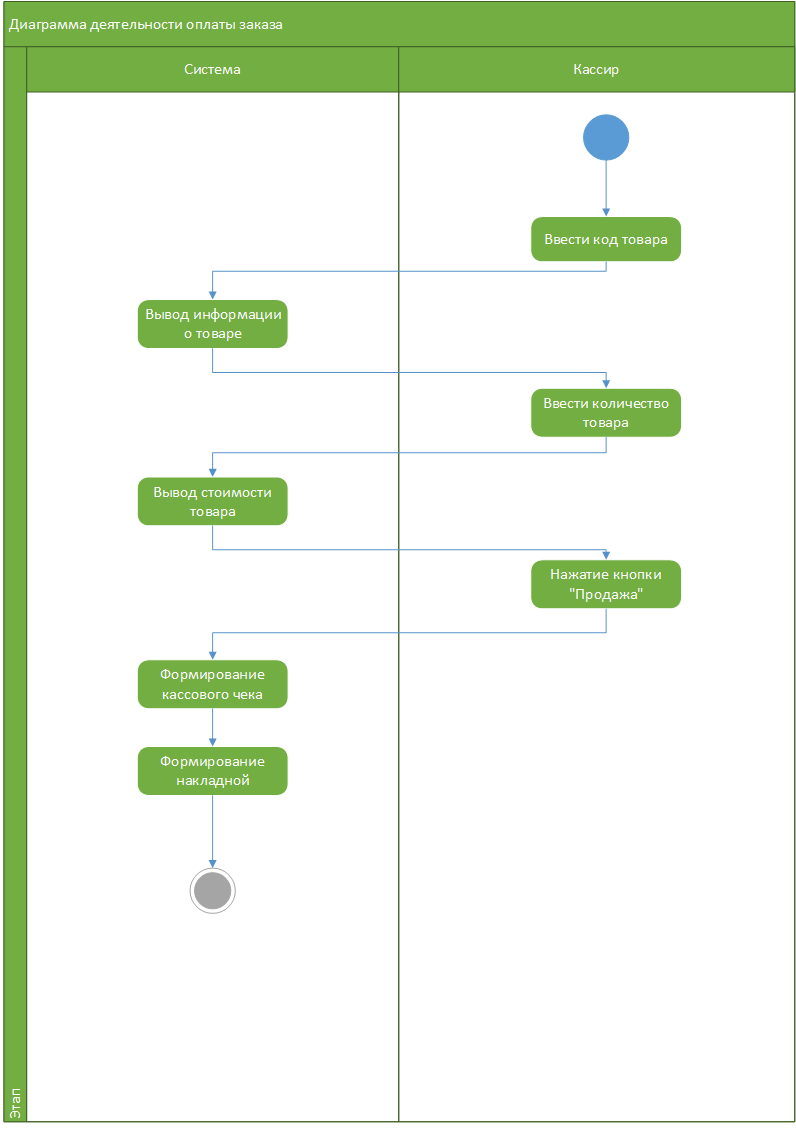 Диаграмма деятельности оплаты заказа
Система
Кассир
Ввести код товара
Вывод информации
о товаре
Ввести количество
товара
Вывод стоимости
товара
Нажатие кнопки
"Продажа"
Формирование
кассового чека
Формирование
накладной
Этап